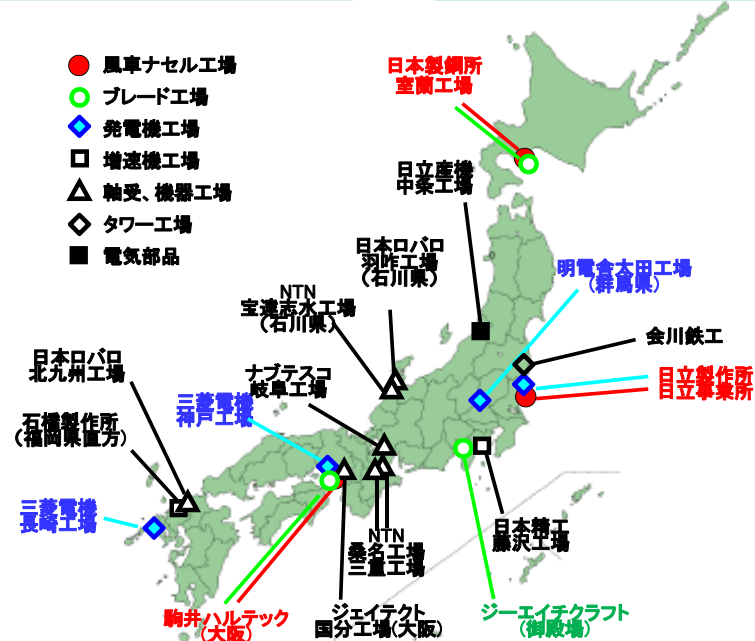 風車ナセル工場
ブレード工場
発電機工場
増速機工場
軸受、機器工場
タワー工場
電気部品
日本製鋼所
室蘭工場
日立産機
中条工場
日本ロバロ
羽咋工場
(石川県)
明電舎太田工場
(群馬県)
NTN
宝達志水工場
(石川県)
会川鉄工
日本ロバロ
北九州工場
ナブテスコ
岐阜工場
日立製作所
日立事業所
三菱電機
神戸工場
石橋製作所
(福岡県直方)
三菱電機
長崎工場
NTN
桑名工場
三重工場
日本精工
藤沢工場
駒井ハルテック
(大阪)
ジェイテクト
国分工場(大阪)
ジーエイチクラフト
(御殿場)